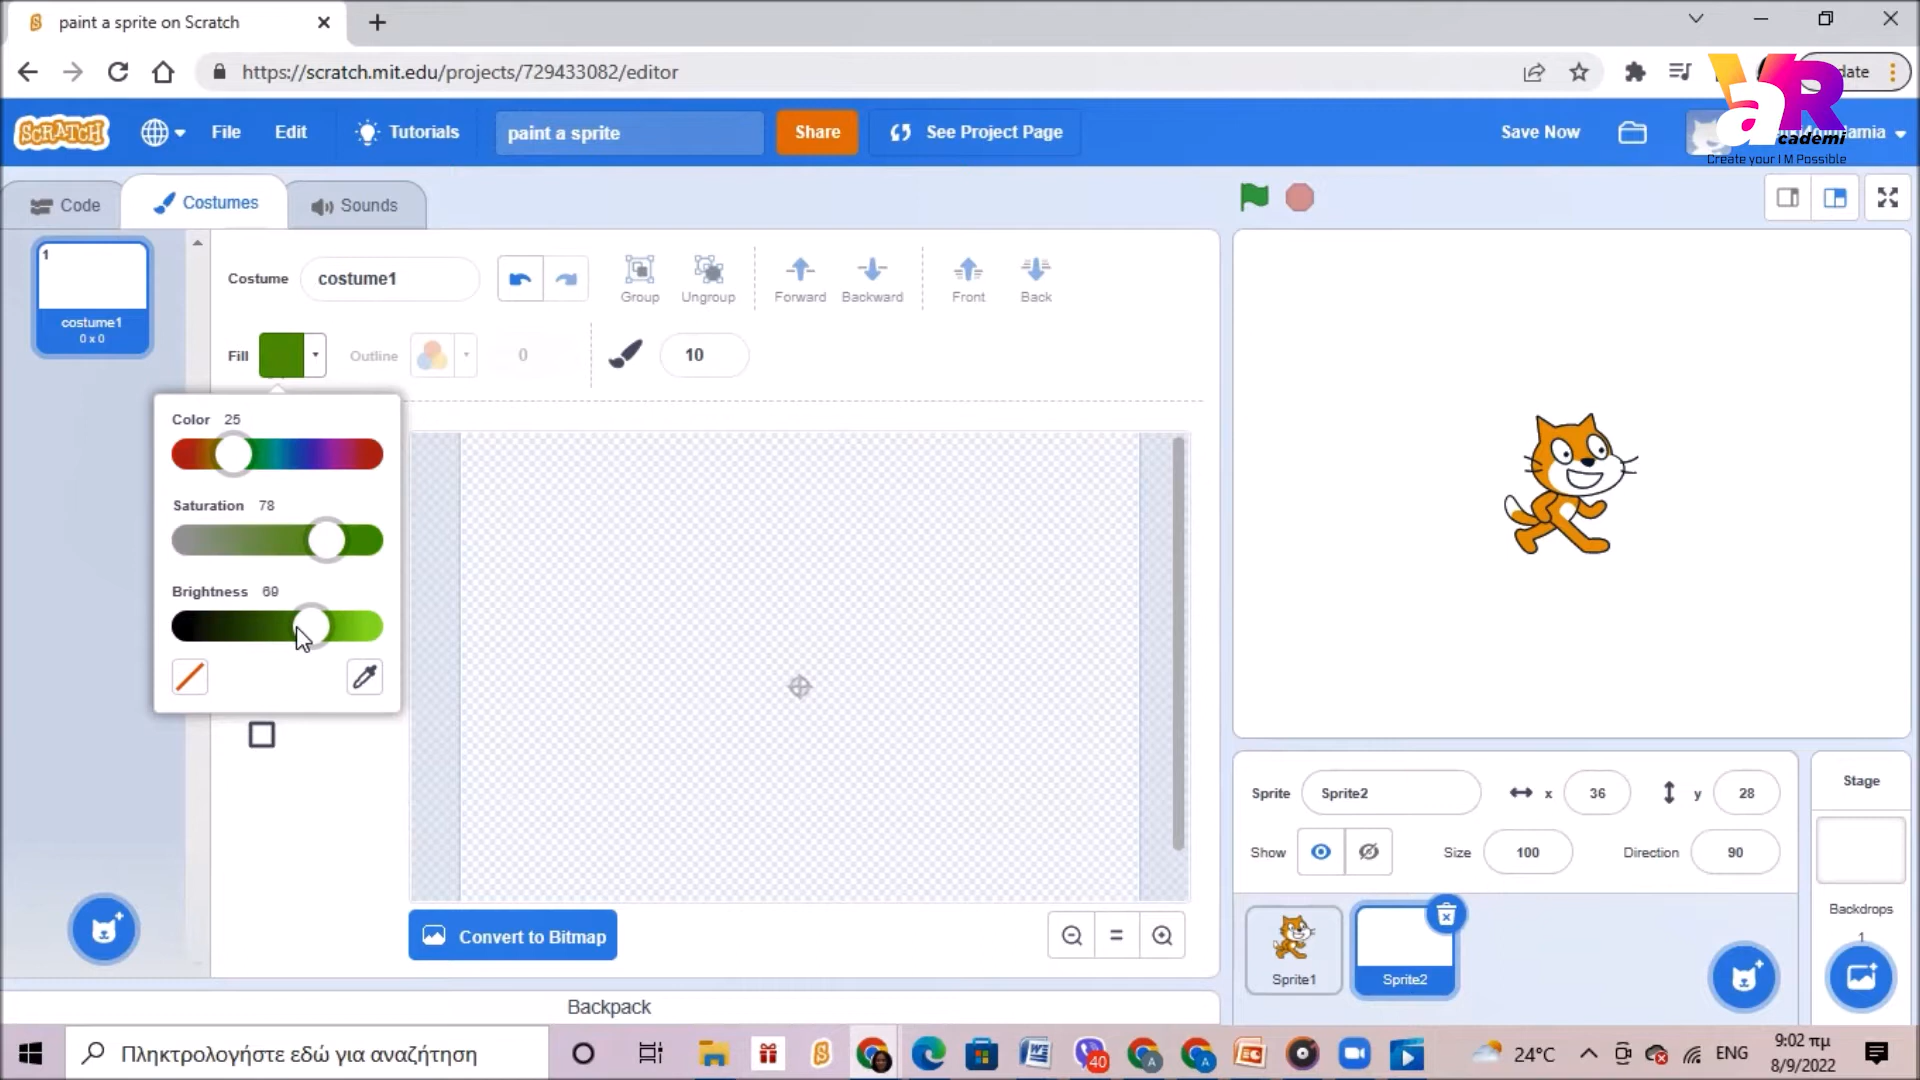 paint a sprite on Scratch
https://scratch.mit.edu/projects/729433082/editor
SCRATCH
File
Edit
Tutorials
paint a sprite
Share
See Project Page
Save Now
VaRcademi
Create your I M Possible
Code
Costumes
Sounds
1
costume1
0 x 0
Costume
costume1
Group
Ungroup
Forward
Backward
Front
Back
Fill
Outline
0
10
Color 25
Saturation 78
Brightness 69
Convert to Bitmap
Backpack
Sprite
Sprite2
x
36
y
28
Show
Size
100
Direction
90
Sprite1
Sprite2
Stage
Backdrops
1
Πληκτρολογήστε εδώ για αναζήτηση
40
24°C
ENG
9:02 πμ
8/9/2022